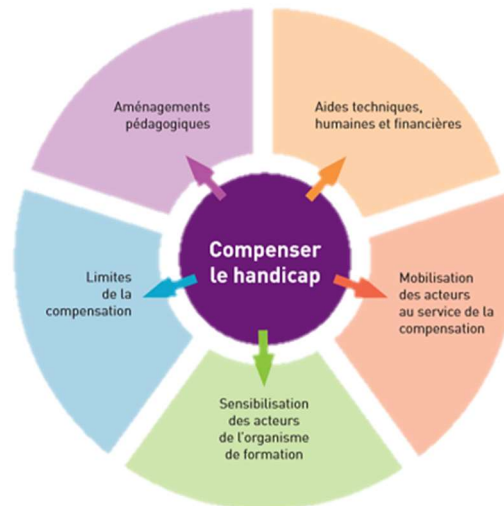 Aménagements
pédagogiques
Aides techniques,
humaines et financières
Compenser
le handicap
Limites
de la
compensation
Mobilisation
des acteurs
au service de la
compensation
Sensibilisation
des acteurs
de l'organisme
de formation